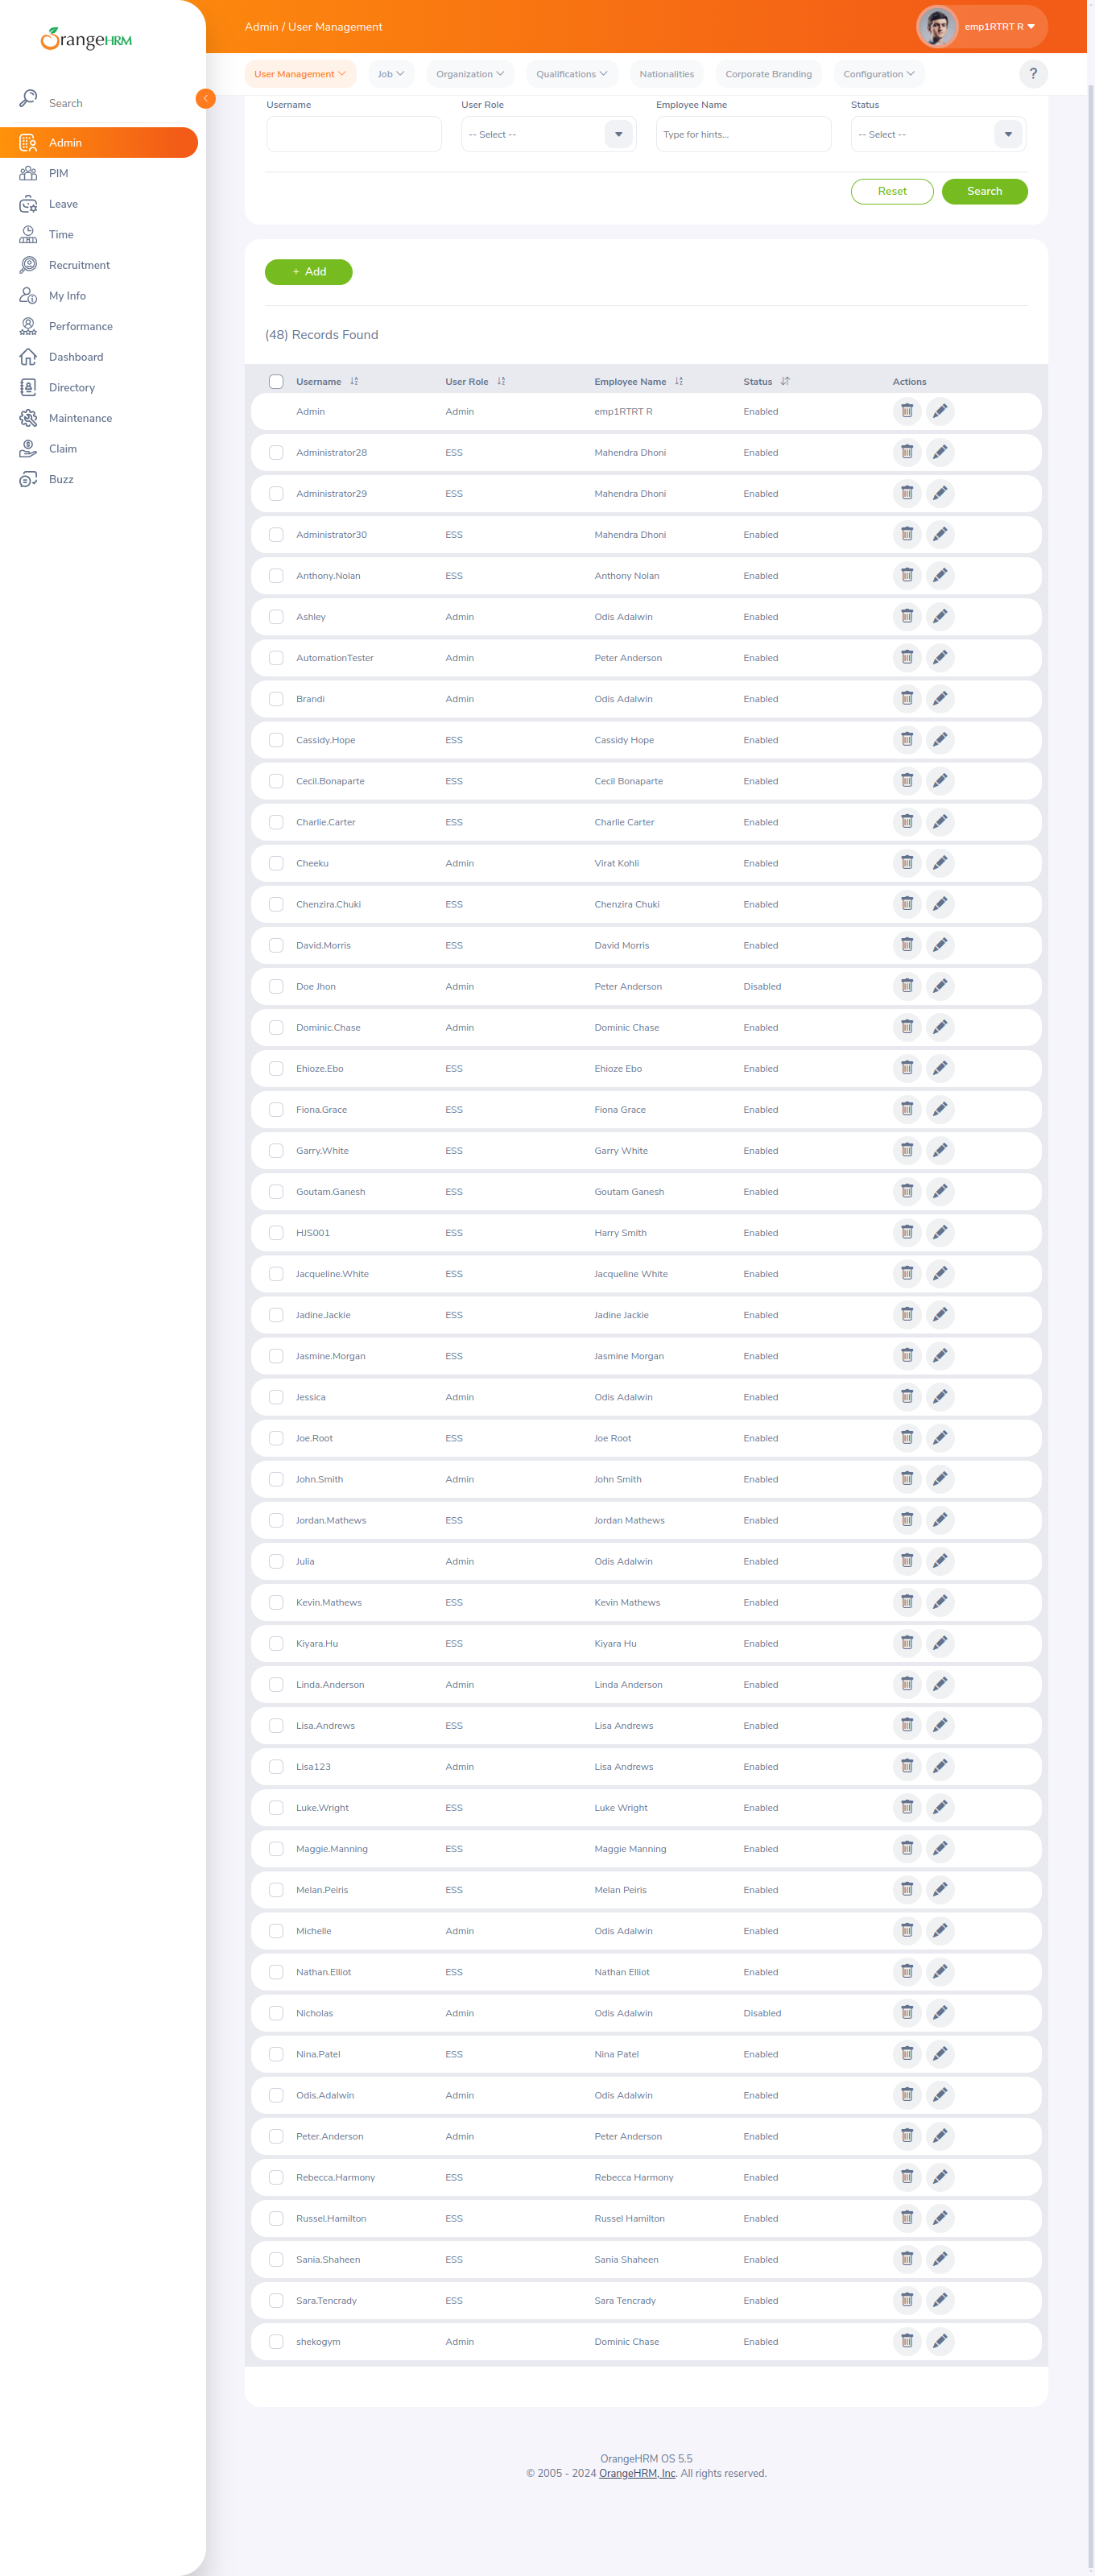 OrangeHRM
Admin / User Management
emp1RTRT R
Search
Admin
PIM
Leave
Time
Recruitment
My Info
Performance
Dashboard
Directory
Maintenance
Claim
Buzz
User Management Job Organization Qualifications Nationalities Corporate Branding Configuration ?
Username User Role Employee Name Status
-- Select -- Type for hints... -- Select --
Reset Search
+ Add
(48) Records Found
Username User Role Employee Name Status Actions
Admin Admin emp1RTRT R Enabled
Administrator28 ESS Mahendra Dhoni Enabled
Administrator29 ESS Mahendra Dhoni Enabled
Administrator30 ESS Mahendra Dhoni Enabled
Anthony.Nolan ESS Anthony Nolan Enabled
Ashley Admin Odis Adalwin Enabled
AutomationTester Admin Peter Anderson Enabled
Brandi Admin Odis Adalwin Enabled
Cassidy.Hope ESS Cassidy Hope Enabled
Cecil.Bonaparte ESS Cecil Bonaparte Enabled
Charlie.Carter ESS Charlie Carter Enabled
Cheeku Admin Virat Kohli Enabled
Chenzira.Chuki ESS Chenzira Chuki Enabled
David.Morris ESS David Morris Enabled
Doe Jhon Admin Peter Anderson Disabled
Dominic.Chase Admin Dominic Chase Enabled
Ehioze.Ebo ESS Ehioze Ebo Enabled
Fiona.Grace ESS Fiona Grace Enabled
Garry.White ESS Garry White Enabled
Goutam.Ganesh ESS Goutam Ganesh Enabled
HJS001 ESS Harry Smith Enabled
Jacqueline.White ESS Jacqueline White Enabled
Jadine.Jackie ESS Jadine Jackie Enabled
Jasmine.Morgan ESS Jasmine Morgan Enabled
Jessica Admin Odis Adalwin Enabled
Joe.Root ESS Joe Root Enabled
John.Smith Admin John Smith Enabled
Jordan.Mathews ESS Jordan Mathews Enabled
Julia Admin Odis Adalwin Enabled
Kevin.Mathews ESS Kevin Mathews Enabled
Kiyara.Hu ESS Kiyara Hu Enabled
Linda.Anderson Admin Linda Anderson Enabled
Lisa.Andrews ESS Lisa Andrews Enabled
Lisa123 Admin Lisa Andrews Enabled
Luke.Wright ESS Luke Wright Enabled
Maggie.Manning ESS Maggie Manning Enabled
Melan.Peiris ESS Melan Peiris Enabled
Michelle Admin Odis Adalwin Enabled
Nathan.Elliot ESS Nathan Elliot Enabled
Nicholas Admin Odis Adalwin Disabled
Nina.Patel ESS Nina Patel Enabled
Odis.Adalwin Admin Odis Adalwin Enabled
Peter.Anderson Admin Peter Anderson Enabled
Rebecca.Harmony ESS Rebecca Harmony Enabled
Russel.Hamilton ESS Russel Hamilton Enabled
Sania.Shaheen ESS Sania Shaheen Enabled
Sara.Tencrady ESS Sara Tencrady Enabled
shekogym Admin Dominic Chase Enabled
OrangeHRM OS 5.5
© 2005 - 2024 OrangeHRM, Inc. All rights reserved.